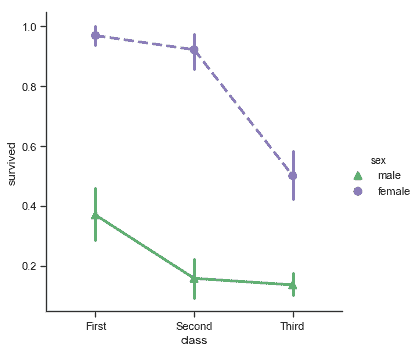 1.0
0.8
0.6
0.4
0.2
survived
First Second Third
class
sex
male
female